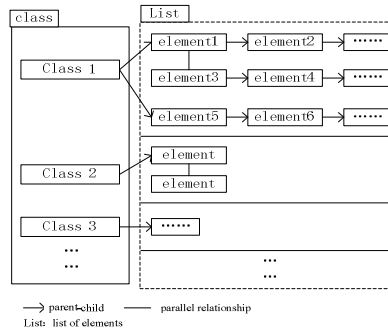 class
List
Class 1
element1
element2
……
element3
element4
……
element5
element6
……
Class 2
element
element
Class 3
……
…
…
…
…
parent-child
parallel relationship
List: list of elements